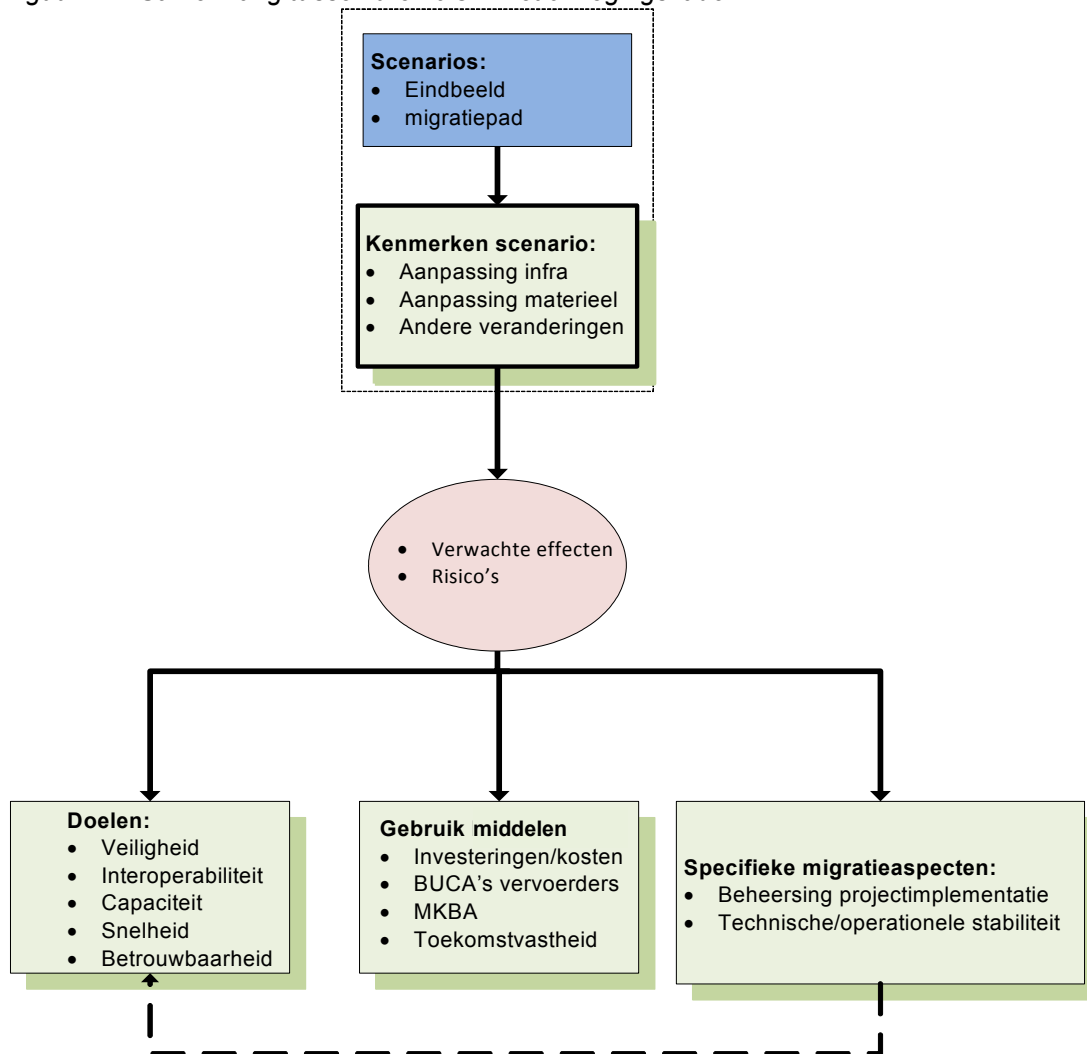 Scenarios:
• Eindbeeld
• migratiepad
Kenmerken scenario:
• Aanpassing infra
• Aanpassing materieel
• Andere veranderingen
• Verwachte effecten
• Risico’s
Doelen:
• Veiligheid
• Interoperabiliteit
• Capaciteit
• Snelheid
• Betrouwbaarheid
Gebruik middelen
• Investeringen/kosten
• BUCA's vervoerders
• MKBA
• Toekomstvastheid
Specifieke migratieaspecten:
• Beheersing projectimplementatie
• Technische/operationele stabiliteit